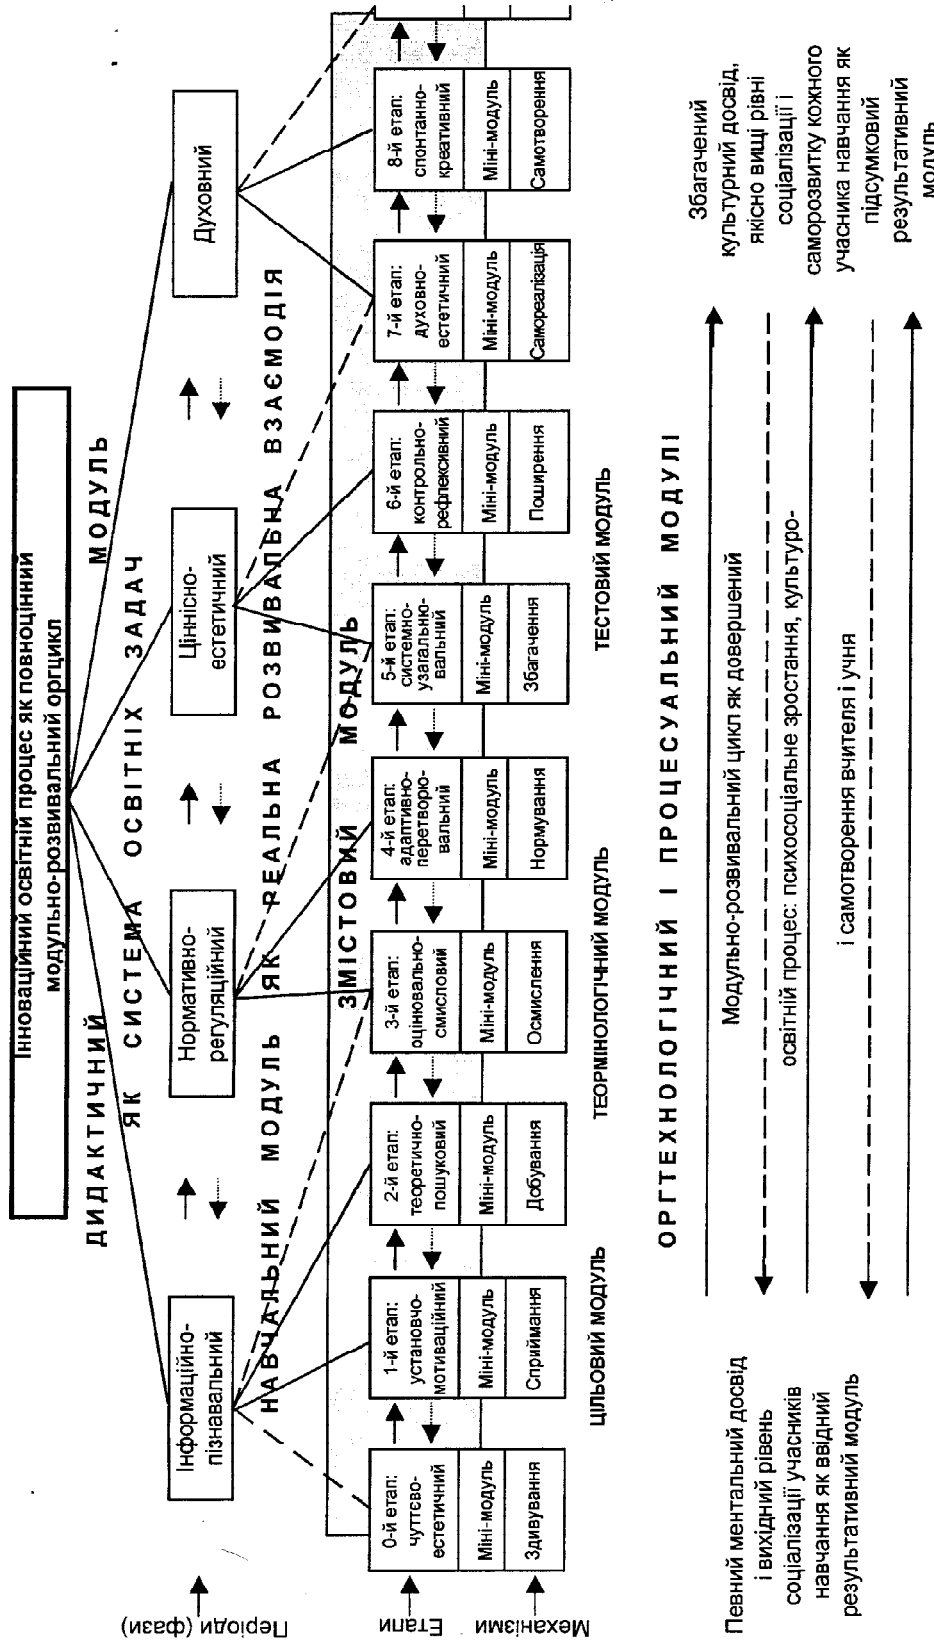 Інноваційний освітній процес як повноцінний
модульно-розвивальний оргцикл
ДИДАКТИЧНИЙ МОДУЛЬ
ЯК СИСТЕМА ОСВІТНІХ ЗАДАЧ
Періоди (фази)
Інформаційно-
пізнавальний
Нормативно-
регуляційний
Ціннісно-
естетичний
Духовний
НАВЧАЛЬНИЙ МОДУЛЬ ЯК РЕАЛЬНА РОЗВИВАЛЬНА ВЗАЄМОДІЯ
ЗМІСТОВИЙ МОДУЛЬ
Етапи
0-й етап:
чуттєво-
естетичний
1-й етап:
установчо-
мотиваційний
2-й етап:
теоретично-
пошуковий
3-й етап:
оцінювально-
смисловий
4-й етап:
адаптивно-
перетворю-
вальний
5-й етап:
системно-
узагальню-
вальний
6-й етап:
контрольно-
рефлексивний
7-й етап:
духовно-
естетичний
8-й етап:
спонтанно-
креативний
Міні-модуль
Міні-модуль
Міні-модуль
Міні-модуль
Міні-модуль
Міні-модуль
Міні-модуль
Міні-модуль
Міні-модуль
Механізми
Здивування
Сприймання
Добування
Осмислення
Нормування
Збагачення
Поширення
Самореалізація
Самотворення
ЦІЛЬОВИЙ МОДУЛЬ
ТЕОРМІНОЛОГІЧНИЙ МОДУЛЬ
ТЕСТОВИЙ МОДУЛЬ
ОРГТЕХНОЛОГІЧНИЙ І ПРОЦЕСУАЛЬНИЙ МОДУЛІ
Певний ментальний досвід
і вихідний рівень
соціалізації учасників
навчання як ввідний
результативний модуль
Модульно-розвивальний цикл як довершений
освітній процес: психосоціальне зростання, культуро-
і самотворення вчителя і учня
Збагачений
культурний досвід,
якісно вищі рівні
соціалізації і
саморозвитку кожного
учасника навчання як
підсумковий
результативний
модуль